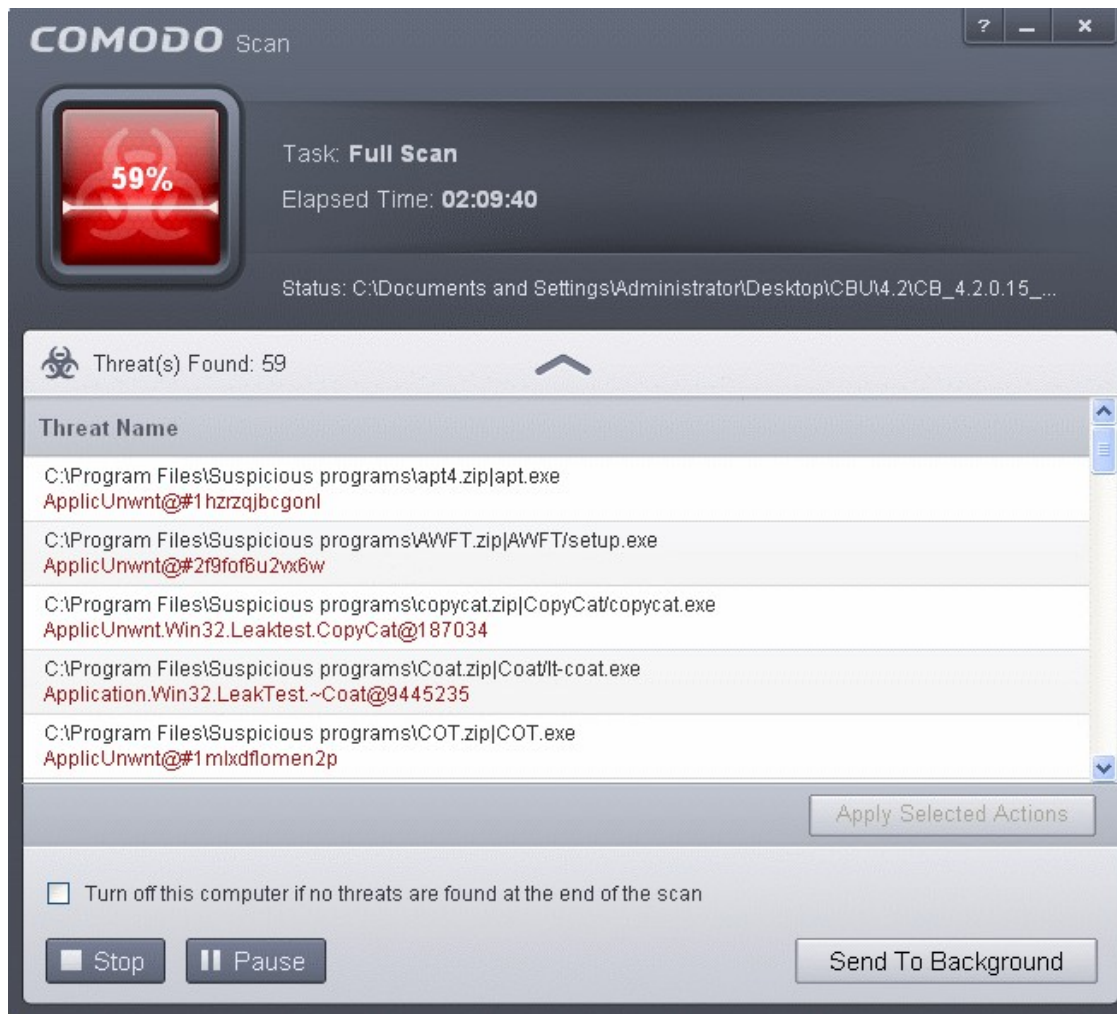 COMODO Scan
? _ x
59%
Task: Full Scan
Elapsed Time: 02:09:40
Status: C:\Documents and Settings\Administrator\Desktop\CBU\4.2\CB_4.2.0.15_...
Threat(s) Found: 59
Threat Name
C:\Program Files\Suspicious programs\apt4.zip|apt.exe
ApplicUnwnt@#1hzrzqjbcgonl
C:\Program Files\Suspicious programs\AWFT.zip|AWFT/setup.exe
ApplicUnwnt@#2f9fof6u2vx6w
C:\Program Files\Suspicious programs\copycat.zip|CopyCat/copycat.exe
ApplicUnwnt.Win32.Leaktest.CopyCat@187034
C:\Program Files\Suspicious programs\Coat.zip|Coat/lt-coat.exe
Application.Win32.LeakTest.~Coat@9445235
C:\Program Files\Suspicious programs\COT.zip|COT.exe
ApplicUnwnt@#1mlxdflomen2p
Apply Selected Actions
Turn off this computer if no threats are found at the end of the scan
Stop
Pause
Send To Background